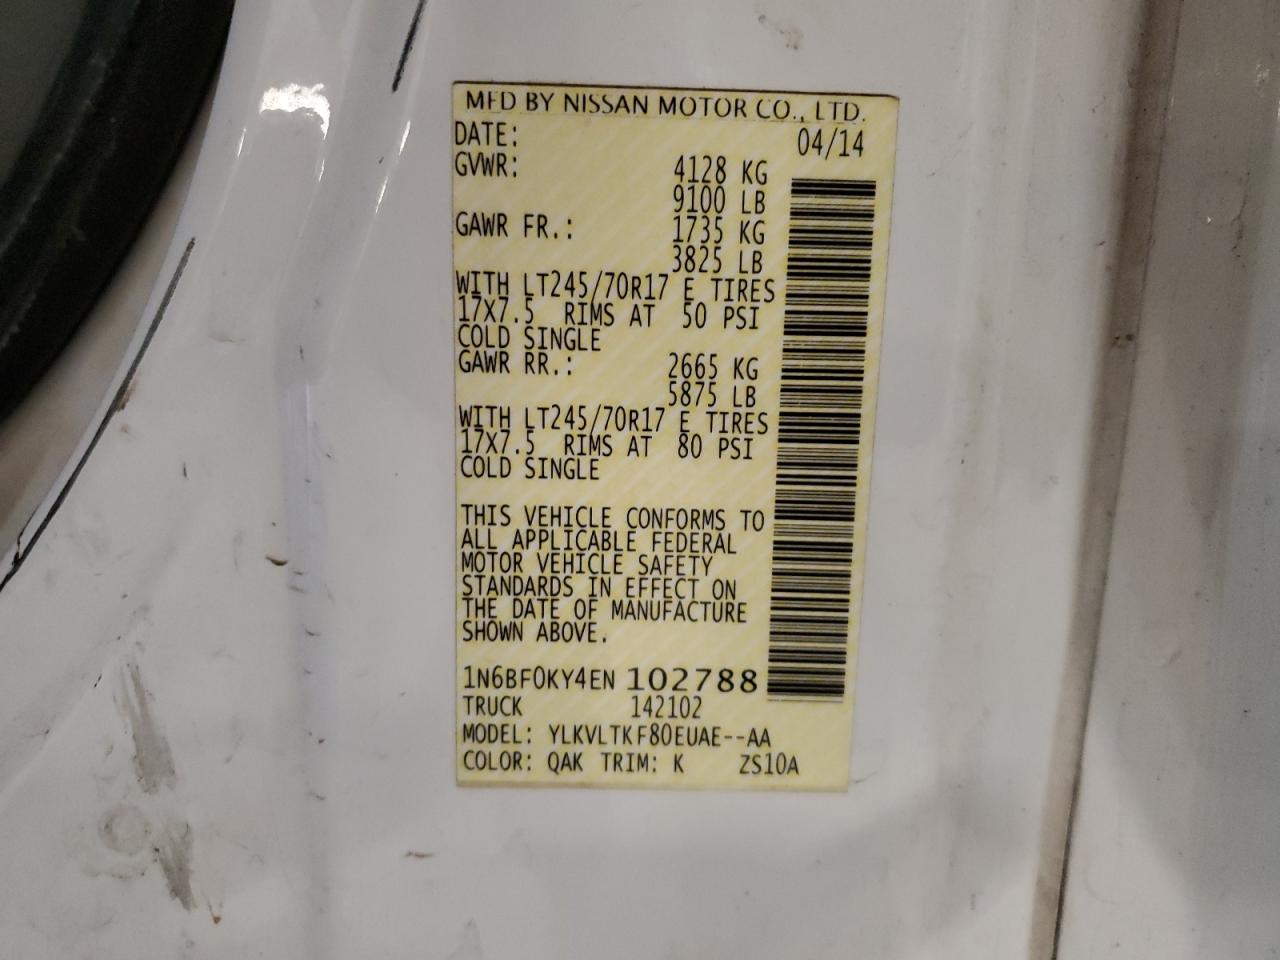 MFD BY NISSAN MOTOR CO., LTD.
DATE: 04/14
GVWR: 4128 KG
9100 LB
GAWR FR.: 1735 KG
3825 LB
WITH LT245/70R17 E TIRES
17X7.5 RIMS AT 50 PSI
COLD SINGLE
GAWR RR.: 2665 KG
5875 LB
WITH LT245/70R17 E TIRES
17X7.5 RIMS AT 80 PSI
COLD SINGLE
THIS VEHICLE CONFORMS TO
ALL APPLICABLE FEDERAL
MOTOR VEHICLE SAFETY
STANDARDS IN EFFECT ON
THE DATE OF MANUFACTURE
SHOWN ABOVE.
1N6BF0KY4EN 102788
TRUCK 142102
MODEL: YLKVLTKF80EUAE--AA
COLOR: QAK TRIM: K ZS10A